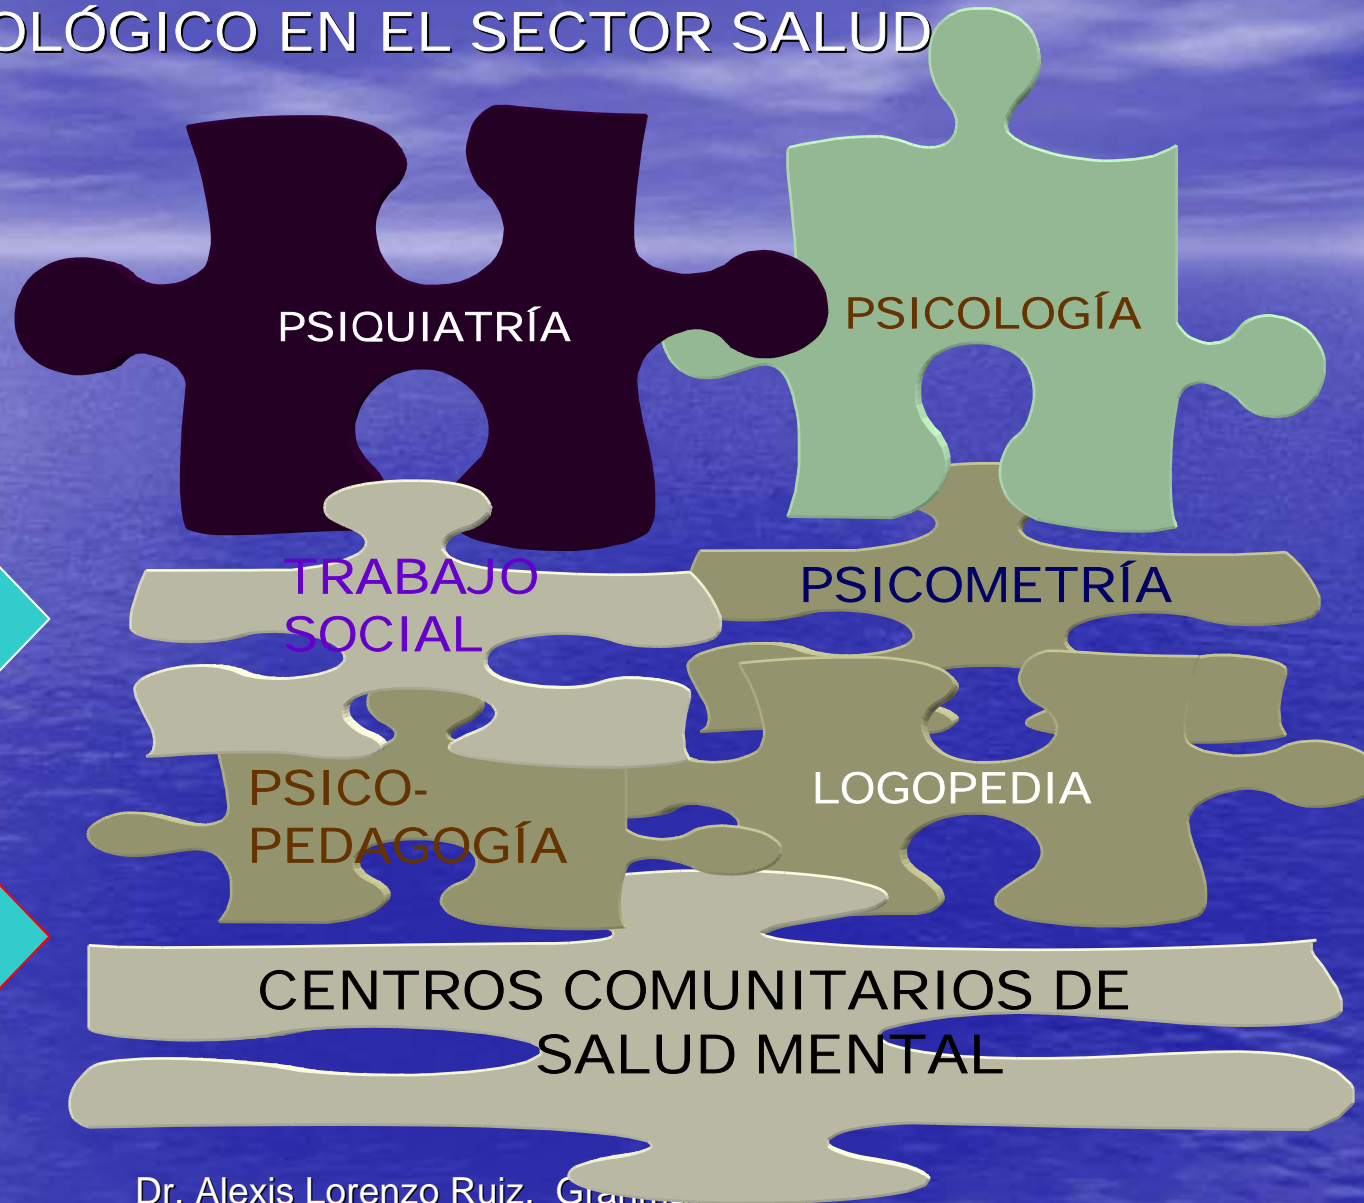 OLÓGICO EN EL SECTOR SALUD
PSIQUIATRÍA
PSICOLOGÍA
TRABAJO
SOCIAL
PSICOMETRÍA
PSICO-
PEDAGOGÍA
LOGOPEDIA
CENTROS COMUNITARIOS DE
SALUD MENTAL
Dr. Alexis Lorenzo Ruiz.